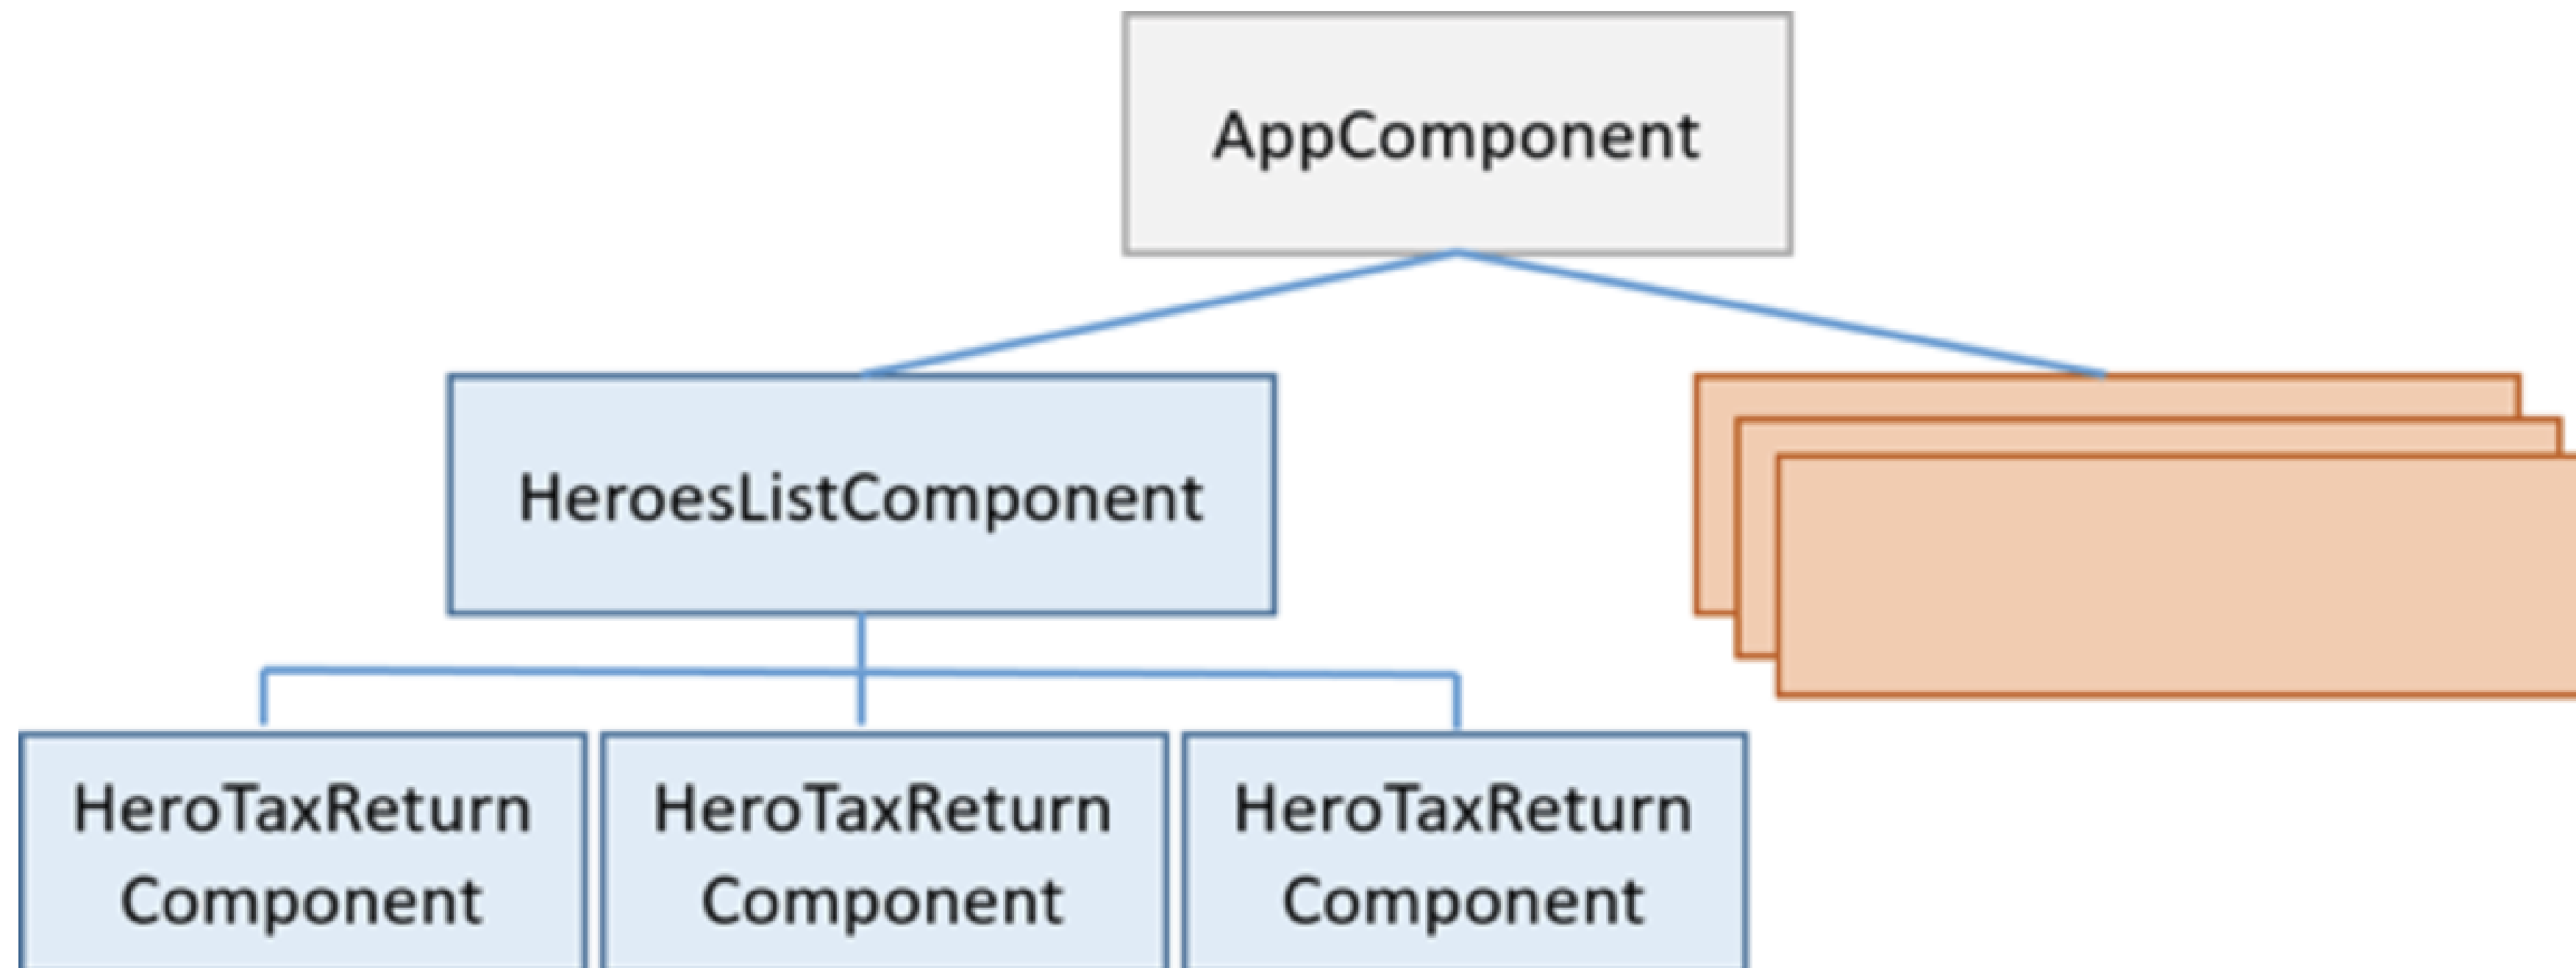 AppComponent
HeroesListComponent
HeroTaxReturn
Component
HeroTaxReturn
Component
HeroTaxReturn
Component